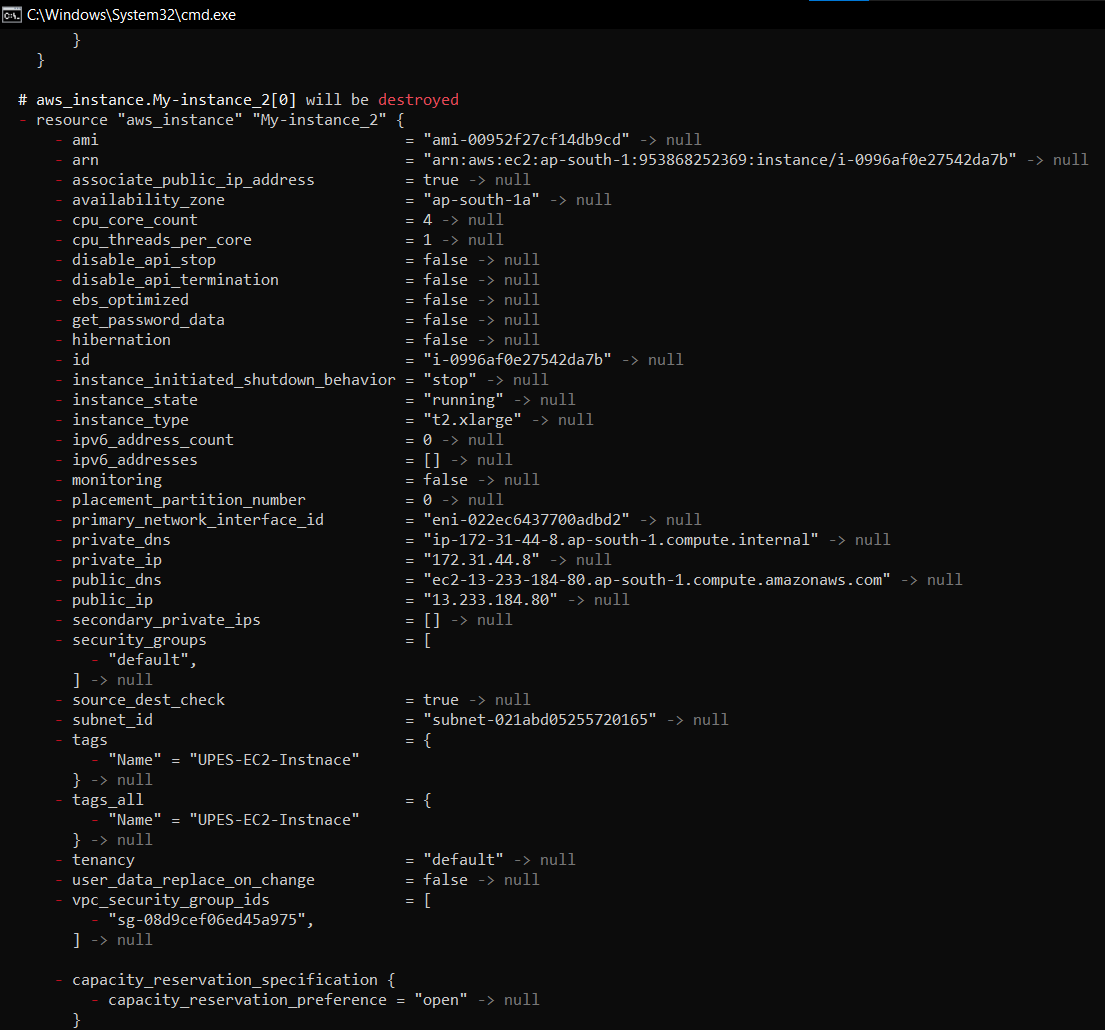 C:\Windows\System32\cmd.exe
}
}
# aws_instance.My-instance_2[0] will be destroyed
- resource "aws_instance" "My-instance_2" {
- ami = "ami-00952f27cf14db9cd" -> null
- arn = "arn:aws:ec2:ap-south-1:953868252369:instance/i-0996af0e27542da7b" -> null
- associate_public_ip_address = true -> null
- availability_zone = "ap-south-1a" -> null
- cpu_core_count = 4 -> null
- cpu_threads_per_core = 1 -> null
- disable_api_stop = false -> null
- disable_api_termination = false -> null
- ebs_optimized = false -> null
- get_password_data = false -> null
- hibernation = false -> null
- id = "i-0996af0e27542da7b" -> null
- instance_initiated_shutdown_behavior = "stop" -> null
- instance_state = "running" -> null
- instance_type = "t2.xlarge" -> null
- ipv6_address_count = 0 -> null
- ipv6_addresses = [] -> null
- monitoring = false -> null
- placement_partition_number = 0 -> null
- primary_network_interface_id = "eni-022ec6437700adbd2" -> null
- private_dns = "ip-172-31-44-8.ap-south-1.compute.internal" -> null
- private_ip = "172.31.44.8" -> null
- public_dns = "ec2-13-233-184-80.ap-south-1.compute.amazonaws.com" -> null
- public_ip = "13.233.184.80" -> null
- secondary_private_ips = [] -> null
- security_groups = [
- "default",
] -> null
- source_dest_check = true -> null
- subnet_id = "subnet-021abd05255720165" -> null
- tags = {
- "Name" = "UPES-EC2-Instnace"
} -> null
- tags_all = {
- "Name" = "UPES-EC2-Instnace"
} -> null
- tenancy = "default" -> null
- user_data_replace_on_change = false -> null
- vpc_security_group_ids = [
- "sg-08d9cef06ed45a975",
] -> null
- capacity_reservation_specification {
- capacity_reservation_preference = "open" -> null
}